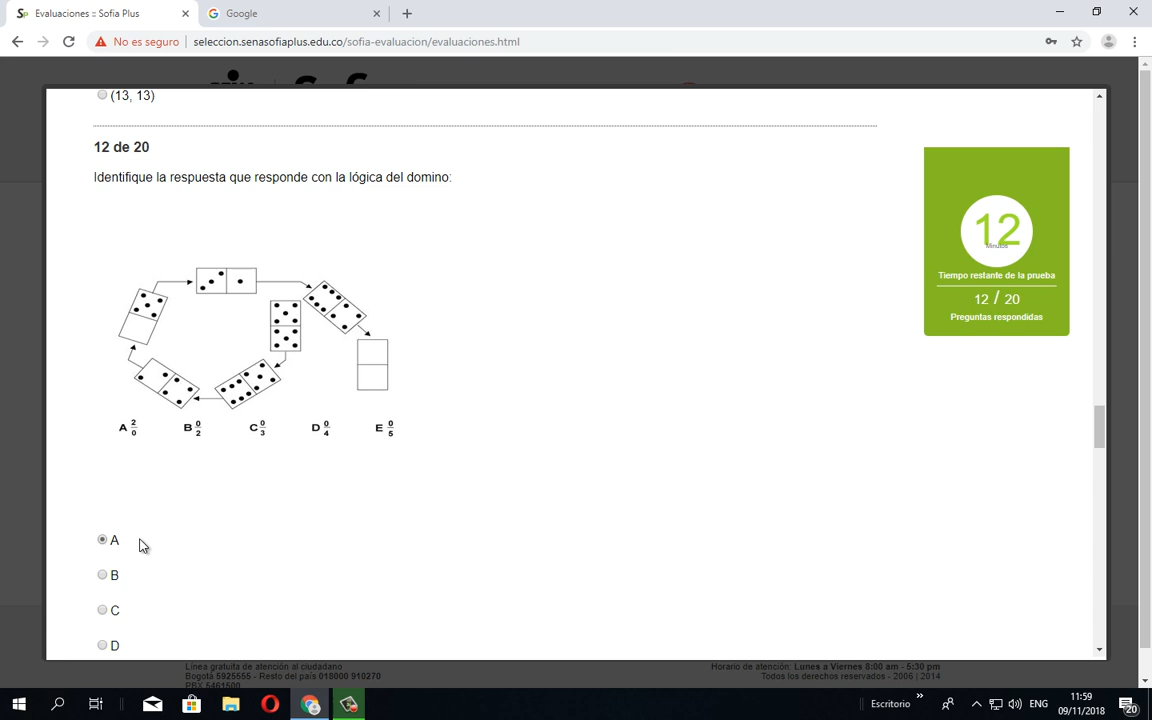 Evaluaciones :: Sofia Plus
Google
No es seguro
seleccion.senasofiaplus.edu.co/sofia-evaluacion/evaluaciones.html
(13, 13)
12 de 20
Identifique la respuesta que responde con la lógica del domino:
12
Minutos
Tiempo restante de la prueba
12 / 20
Preguntas respondidas
A 2/0 B 0/2 C 0/3 D 0/4 E 0/5
A
B
C
D
Línea gratuita de atención al ciudadano
Bogotá 5925555 - Resto del país 018000 910270
PBX 5461500
Horario de atención: Lunes a Viernes 8:00 am - 5:30 pm
Todos los derechos reservados - 2006 | 2014
Escritorio
ENG
11:59
09/11/2018
20